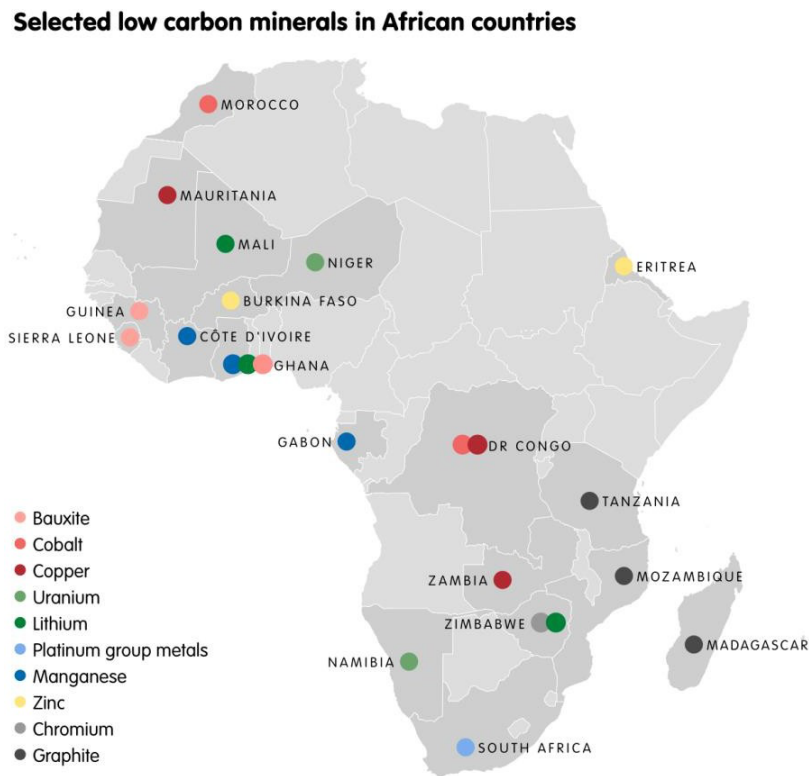 Selected low carbon minerals in African countries
MOROCCO
MAURITANIA
MALI
NIGER
ERITREA
BURKINA FASO
GUINEA
SIERRA LEONE
CÔTE D'IVOIRE
GHANA
GABON
DR CONGO
TANZANIA
ZAMBIA
MOZAMBIQUE
ZIMBABWE
MADAGASCAR
NAMIBIA
SOUTH AFRICA
Bauxite
Cobalt
Copper
Uranium
Lithium
Platinum group metals
Manganese
Zinc
Chromium
Graphite